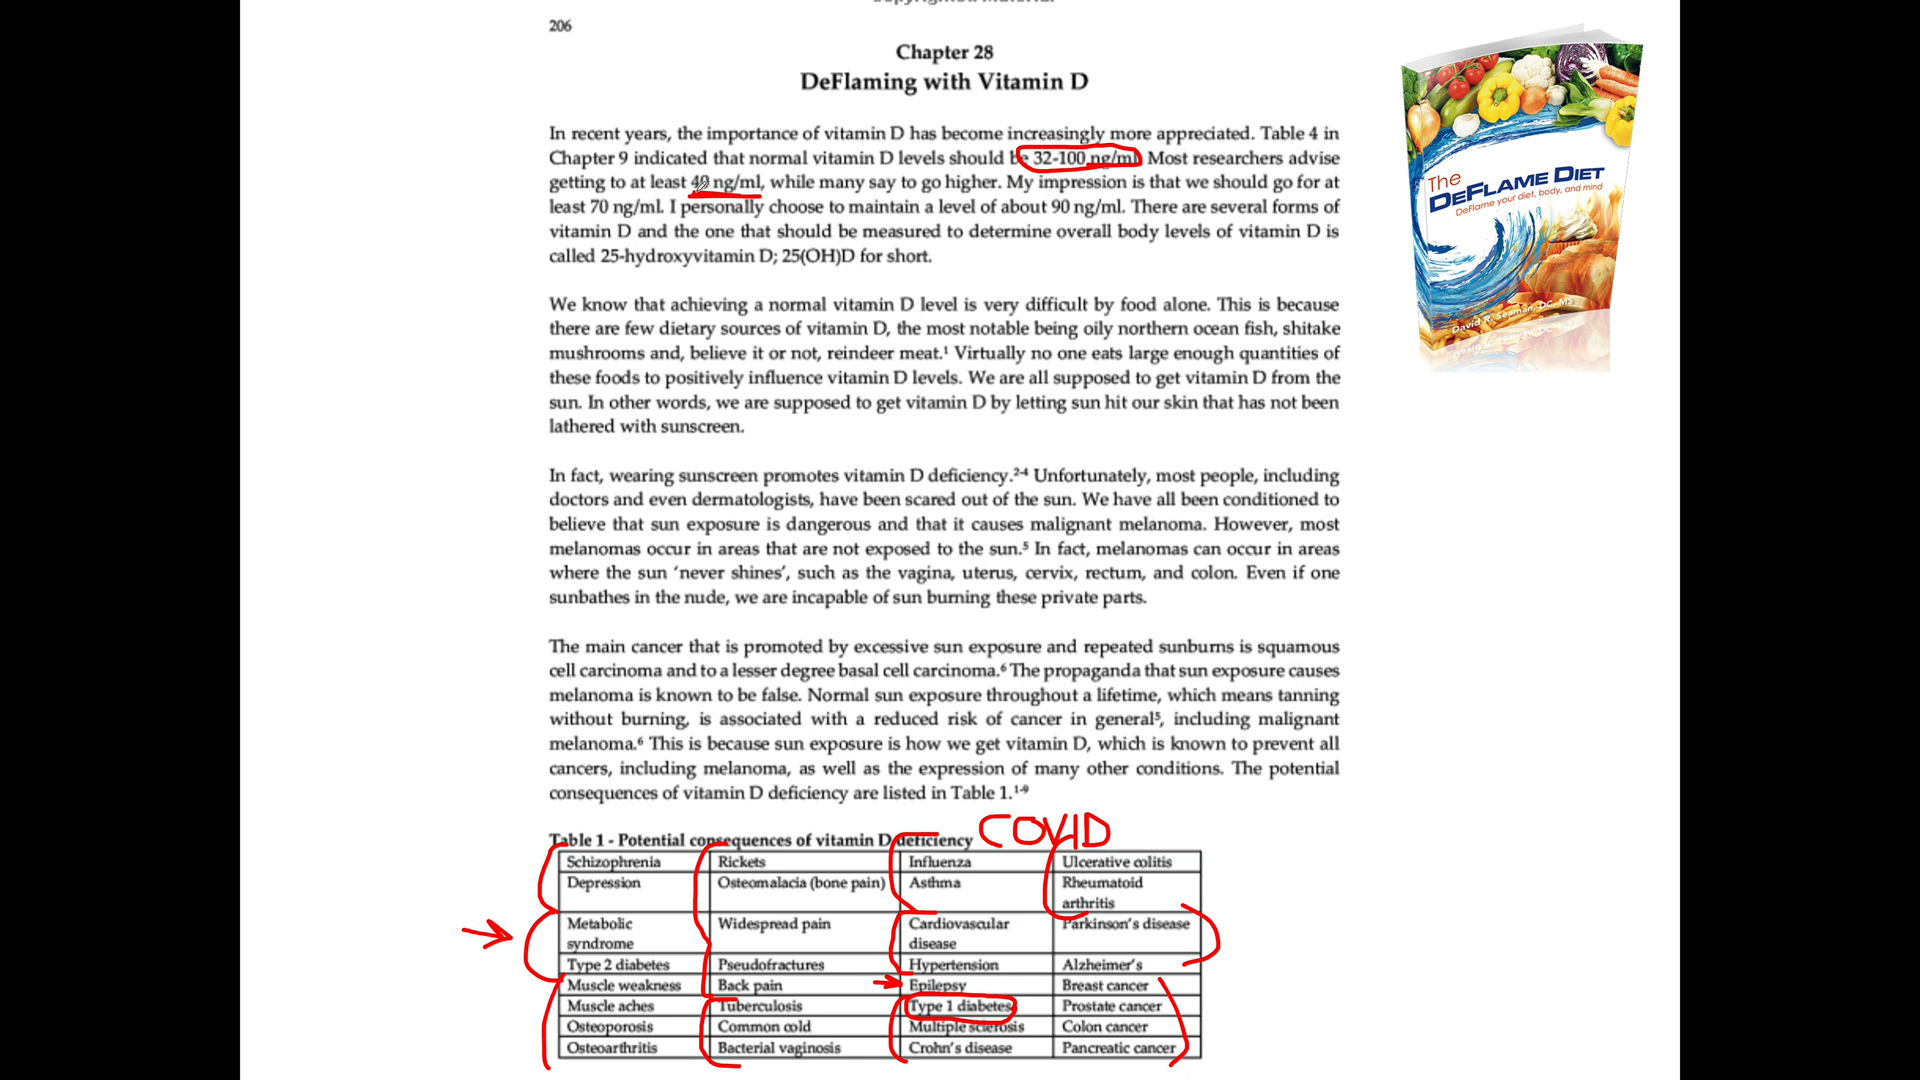 206
Chapter 28
DeFlaming with Vitamin D
In recent years, the importance of vitamin D has become increasingly more appreciated. Table 4 in
Chapter 9 indicated that normal vitamin D levels should be 32-100 ng/ml. Most researchers advise
getting to at least 40 ng/ml, while many say to go higher. My impression is that we should go for at
least 70 ng/ml. I personally choose to maintain a level of about 90 ng/ml. There are several forms of
vitamin D and the one that should be measured to determine overall body levels of vitamin D is
called 25-hydroxyvitamin D; 25(OH)D for short.
We know that achieving a normal vitamin D level is very difficult by food alone. This is because
there are few dietary sources of vitamin D, the most notable being oily northern ocean fish, shitake
mushrooms and, believe it or not, reindeer meat.¹ Virtually no one eats large enough quantities of
these foods to positively influence vitamin D levels. We are all supposed to get vitamin D from the
sun. In other words, we are supposed to get vitamin D by letting sun hit our skin that has not been
lathered with sunscreen.
In fact, wearing sunscreen promotes vitamin D deficiency.²⁻⁴ Unfortunately, most people, including
doctors and even dermatologists, have been scared out of the sun. We have all been conditioned to
believe that sun exposure is dangerous and that it causes malignant melanoma. However, most
melanomas occur in areas that are not exposed to the sun.⁵ In fact, melanomas can occur in areas
where the sun ‘never shines’, such as the vagina, uterus, cervix, rectum, and colon. Even if one
sunbathes in the nude, we are incapable of sun burning these private parts.
The main cancer that is promoted by excessive sun exposure and repeated sunburns is squamous
cell carcinoma and to a lesser degree basal cell carcinoma.⁶ The propaganda that sun exposure causes
melanoma is known to be false. Normal sun exposure throughout a lifetime, which means tanning
without burning, is associated with a reduced risk of cancer in general⁵, including malignant
melanoma.⁶ This is because sun exposure is how we get vitamin D, which is known to prevent all
cancers, including melanoma, as well as the expression of many other conditions. The potential
consequences of vitamin D deficiency are listed in Table 1.¹⁻⁹
COVID
Table 1 - Potential consequences of vitamin D deficiency
Schizophrenia Rickets Influenza Ulcerative colitis
Depression Osteomalacia (bone pain) Asthma Rheumatoid
arthritis
Metabolic Widespread pain Cardiovascular Parkinson's disease
syndrome disease
Type 2 diabetes Pseudofractures Hypertension Alzheimer's
Muscle weakness Back pain Epilepsy Breast cancer
Muscle aches Tuberculosis Type 1 diabetes Prostate cancer
Osteoporosis Common cold Multiple sclerosis Colon cancer
Osteoarthritis Bacterial vaginosis Crohn's disease Pancreatic cancer
The
DEFLAME DIET
DeFlame your diet, body, and mind
David R. Seaman, DC, MS